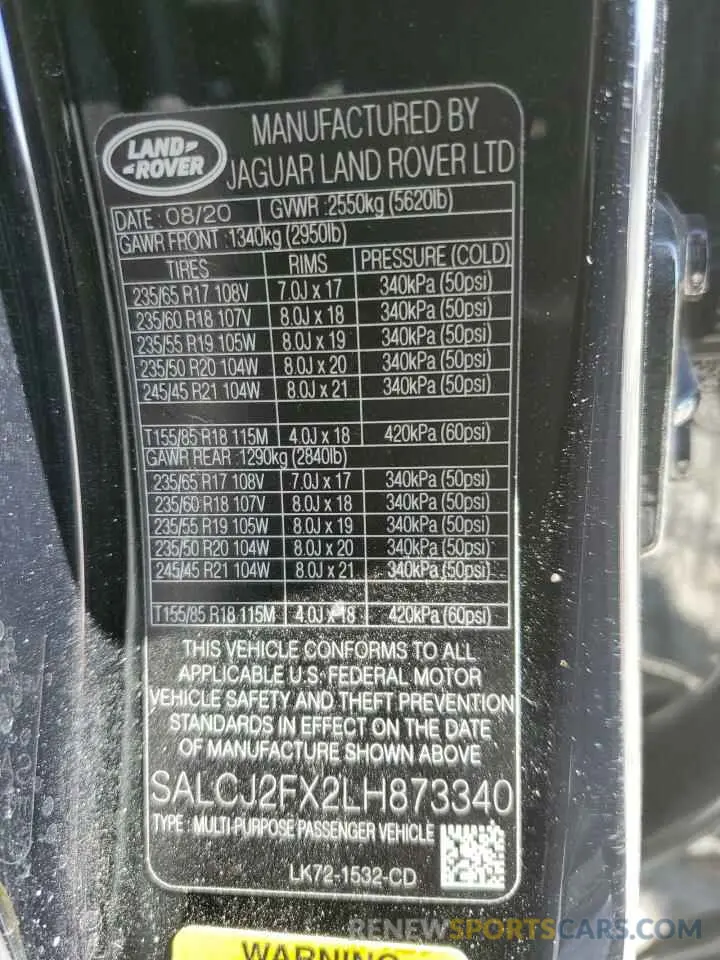 LAND ROVER
MANUFACTURED BY
JAGUAR LAND ROVER LTD
DATE : 08/20 GVWR : 2550kg (5620lb)
GAWR FRONT : 1340kg (2950lb)
TIRES RIMS PRESSURE (COLD)
235/65 R17 108V 7.0J x 17 340kPa (50psi)
235/60 R18 107V 8.0J x 18 340kPa (50psi)
235/55 R19 105W 8.0J x 19 340kPa (50psi)
235/50 R20 104W 8.0J x 20 340kPa (50psi)
245/45 R21 104W 8.0J x 21 340kPa (50psi)
T155/85 R18 115M 4.0J x 18 420kPa (60psi)
GAWR REAR : 1290kg (2840lb)
235/65 R17 108V 7.0J x 17 340kPa (50psi)
235/60 R18 107V 8.0J x 18 340kPa (50psi)
235/55 R19 105W 8.0J x 19 340kPa (50psi)
235/50 R20 104W 8.0J x 20 340kPa (50psi)
245/45 R21 104W 8.0J x 21 340kPa (50psi)
T155/85 R18 115M 4.0J x 18 420kPa (60psi)
THIS VEHICLE CONFORMS TO ALL
APPLICABLE U.S. FEDERAL MOTOR
VEHICLE SAFETY AND THEFT PREVENTION
STANDARDS IN EFFECT ON THE DATE
OF MANUFACTURE SHOWN ABOVE
SALCJ2FX2LH873340
TYPE : MULTI-PURPOSE PASSENGER VEHICLE
LK72-1532-CD
RENEWSPORTSCARS.COM
WARNING